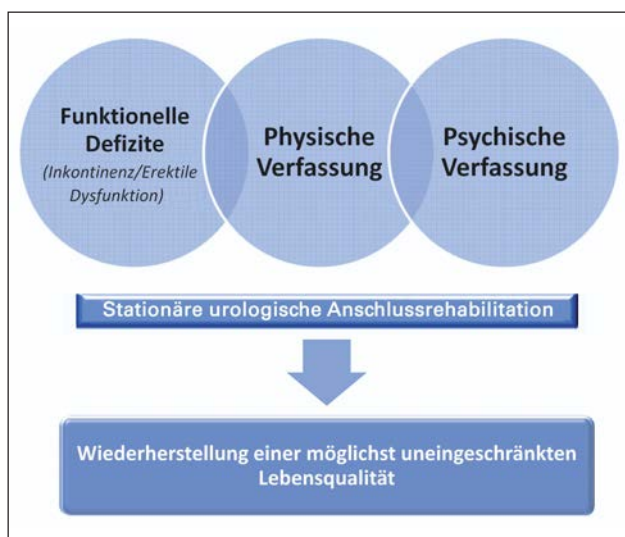 Funktionelle
Defizite
(Inkontinenz/Erektile
Dysfunktion)
Physische
Verfassung
Psychische
Verfassung
Stationäre urologische Anschlussrehabilitation
Wiederherstellung einer möglichst uneingeschränkten
Lebensqualität